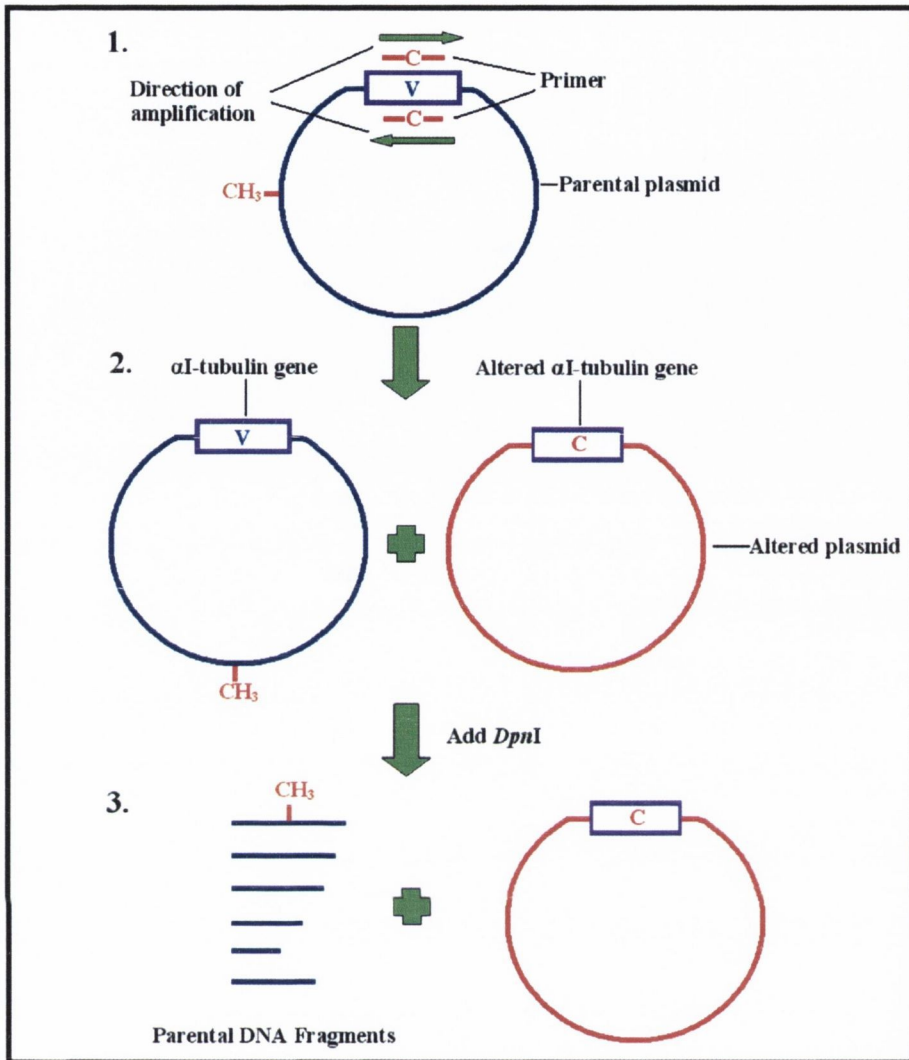 1.
C
Direction of
amplification
V
Primer
C
CH₃
Parental plasmid
2.
αI-tubulin gene
Altered αI-tubulin gene
V
C
Altered plasmid
CH₃
Add DpnI
3.
CH₃
C
Parental DNA Fragments